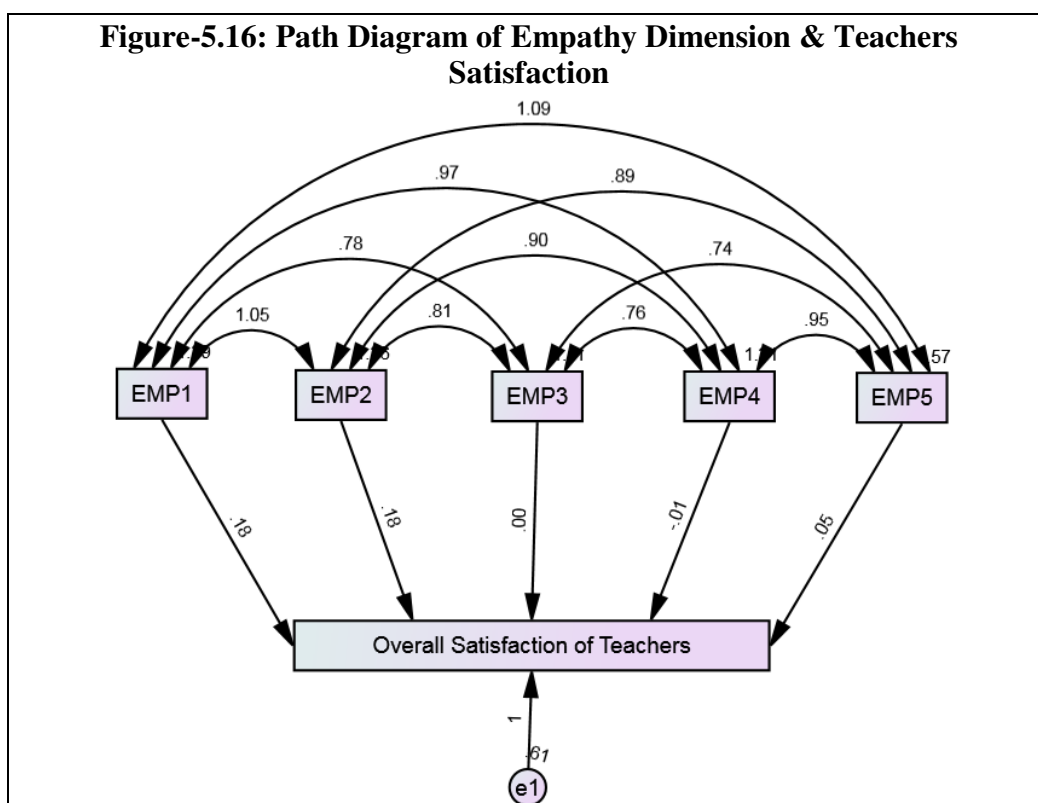 Figure-5.16: Path Diagram of Empathy Dimension & Teachers
Satisfaction
1.09
.97
.89
.78
.90
.74
1.05
.81
.76
.95
57
EMP1
EMP2
EMP3
EMP4
EMP5
.18
.18
.00
-.01
.05
Overall Satisfaction of Teachers
1
.61
e1